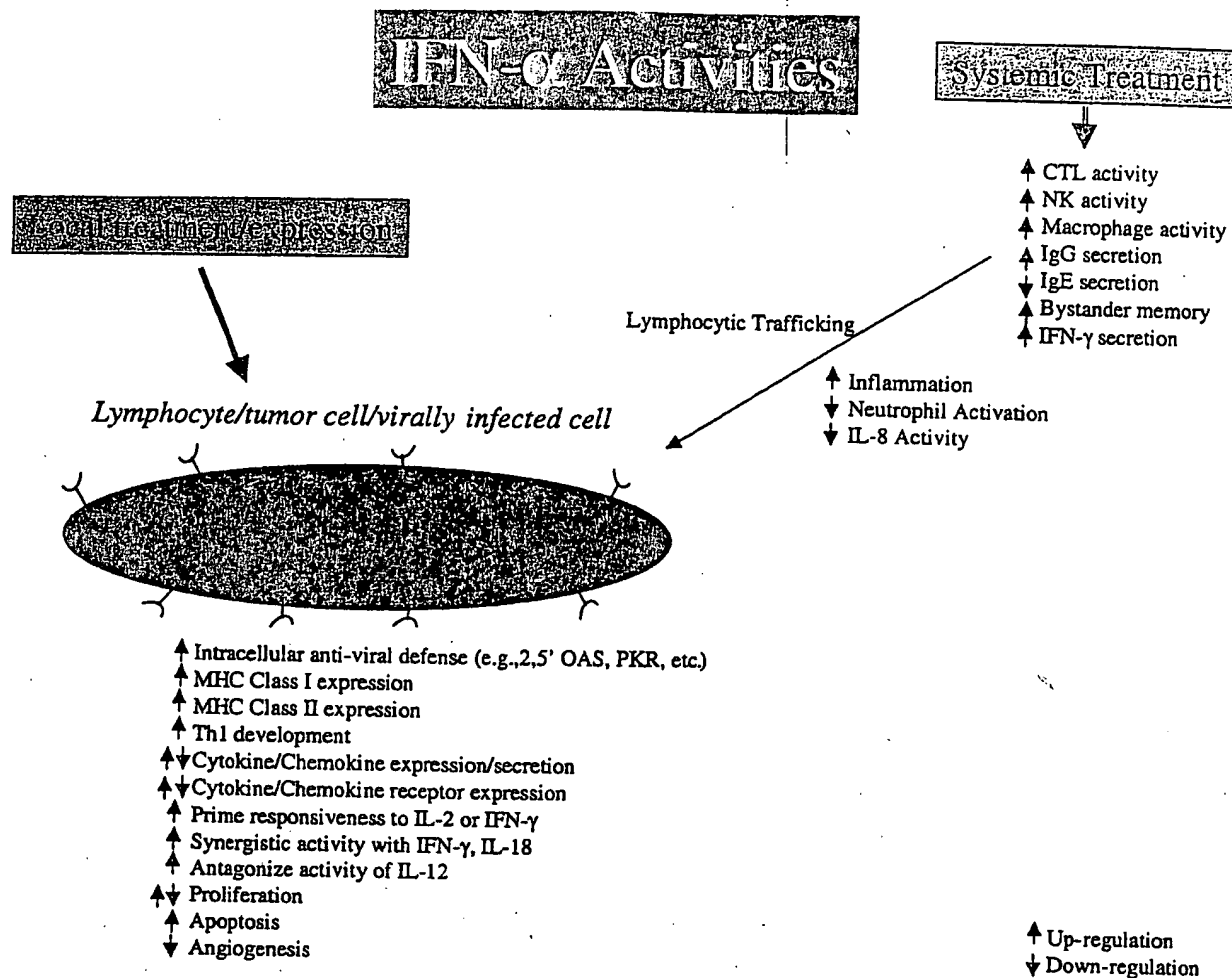 IFN-α Activities
Systemic Treatment
↑ CTL activity
↑ NK activity
↑ Macrophage activity
↑ IgG secretion
↓ IgE secretion
↑ Bystander memory
↑ IFN-γ secretion
Local treatment/expression
Lymphocytic Trafficking
↑ Inflammation
↓ Neutrophil Activation
↓ IL-8 Activity
Lymphocyte/tumor cell/virally infected cell
↑ Intracellular anti-viral defense (e.g.,2,5' OAS, PKR, etc.)
↑ MHC Class I expression
↑ MHC Class II expression
↑ Th1 development
↑↓ Cytokine/Chemokine expression/secretion
↑↓ Cytokine/Chemokine receptor expression
↑ Prime responsiveness to IL-2 or IFN-γ
↑ Synergistic activity with IFN-γ, IL-18
↑ Antagonize activity of IL-12
↑↓ Proliferation
↑ Apoptosis
↓ Angiogenesis
↑ Up-regulation
↓ Down-regulation